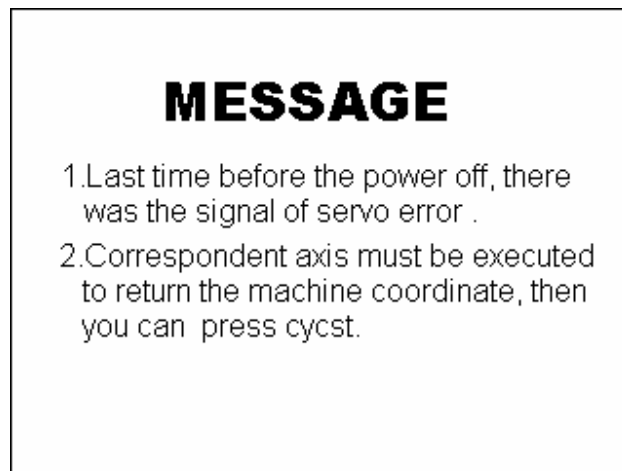 MESSAGE
1.Last time before the power off, there
was the signal of servo error .
2.Correspondent axis must be executed
to return the machine coordinate, then
you can  press cycst.